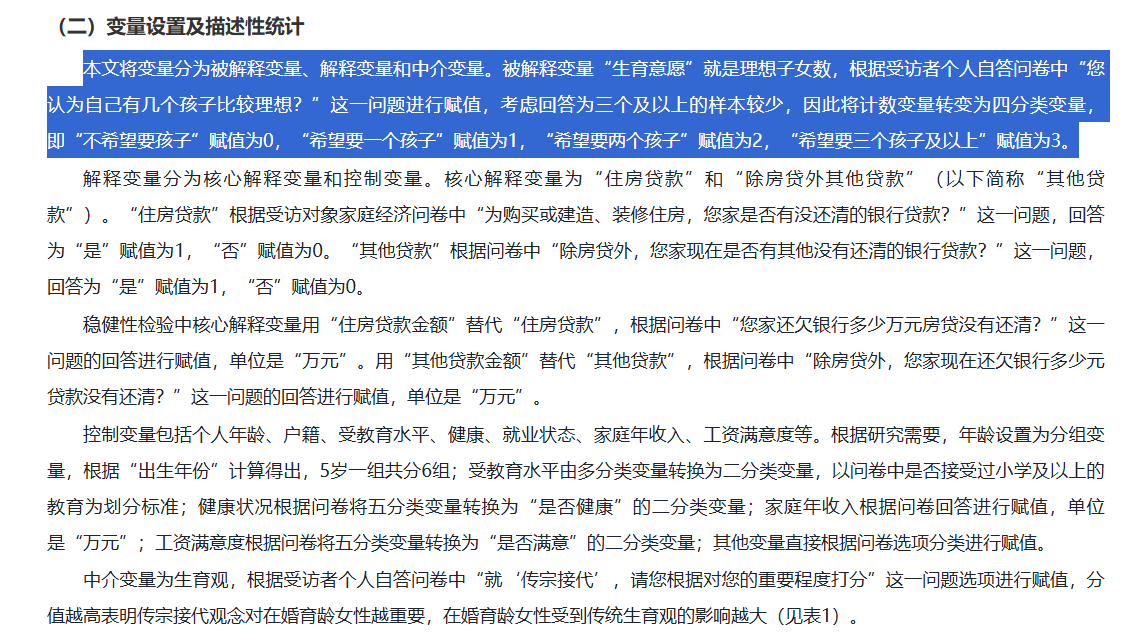 （二）变量设置及描述性统计
本文将变量分为被解释变量、解释变量和中介变量。被解释变量“生育意愿”就是理想子女数，根据受访者个人自答问卷中“您
认为自己有几个孩子比较理想？”这一问题进行赋值，考虑回答为三个及以上的样本较少，因此将计数变量转变为四分类变量，
即“不希望要孩子”赋值为0，“希望要一个孩子”赋值为1，“希望要两个孩子”赋值为2，“希望要三个孩子及以上”赋值为3。
解释变量分为核心解释变量和控制变量。核心解释变量为“住房贷款”和“除房贷外其他贷款”（以下简称“其他贷
款”）。“住房贷款”根据受访对象家庭经济问卷中“为购买或建造、装修住房，您家是否有没还清的银行贷款？”这一问题，回答
为“是”赋值为1，“否”赋值为0。“其他贷款”根据问卷中“除房贷外，您家现在是否有其他没有还清的银行贷款？”这一问题，
回答为“是”赋值为1，“否”赋值为0。
稳健性检验中核心解释变量用“住房贷款金额”替代“住房贷款”，根据问卷中“您家还欠银行多少万元房贷没有还清？”这一
问题的回答进行赋值，单位是“万元”。用“其他贷款金额”替代“其他贷款”，根据问卷中“除房贷外，您家现在还欠银行多少元
贷款没有还清？”这一问题的回答进行赋值，单位是“万元”。
控制变量包括个人年龄、户籍、受教育水平、健康、就业状态、家庭年收入、工资满意度等。根据研究需要，年龄设置为分组变
量，根据“出生年份”计算得出，5岁一组共分6组；受教育水平由多分类变量转换为二分类变量，以问卷中是否接受过小学及以上的
教育为划分标准；健康状况根据问卷将五分类变量转换为“是否健康”的二分类变量；家庭年收入根据问卷回答进行赋值，单位
是“万元”；工资满意度根据问卷将五分类变量转换为“是否满意”的二分类变量；其他变量直接根据问卷选项分类进行赋值。
中介变量为生育观，根据受访者个人自答问卷中“就‘传宗接代’，请您根据对您的重要程度打分”这一问题选项进行赋值，分
值越高表明传宗接代观念对在婚育龄女性越重要，在婚育龄女性受到传统生育观的影响越大（见表1）。